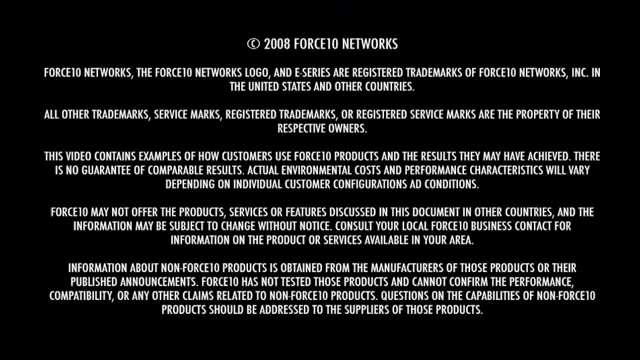 © 2008 FORCE10 NETWORKS
FORCE10 NETWORKS, THE FORCE10 NETWORKS LOGO, AND E-SERIES ARE REGISTERED TRADEMARKS OF FORCE10 NETWORKS, INC. IN
THE UNITED STATES AND OTHER COUNTRIES.
ALL OTHER TRADEMARKS, SERVICE MARKS, REGISTERED TRADEMARKS, OR REGISTERED SERVICE MARKS ARE THE PROPERTY OF THEIR
RESPECTIVE OWNERS.
THIS VIDEO CONTAINS EXAMPLES OF HOW CUSTOMERS USE FORCE10 PRODUCTS AND THE RESULTS THEY MAY HAVE ACHIEVED. THERE
IS NO GUARANTEE OF COMPARABLE RESULTS. ACTUAL ENVIRONMENTAL COSTS AND PERFORMANCE CHARACTERISTICS WILL VARY
DEPENDING ON INDIVIDUAL CUSTOMER CONFIGURATIONS AD CONDITIONS.
FORCE10 MAY NOT OFFER THE PRODUCTS, SERVICES OR FEATURES DISCUSSED IN THIS DOCUMENT IN OTHER COUNTRIES, AND THE
INFORMATION MAY BE SUBJECT TO CHANGE WITHOUT NOTICE. CONSULT YOUR LOCAL FORCE10 BUSINESS CONTACT FOR
INFORMATION ON THE PRODUCT OR SERVICES AVAILABLE IN YOUR AREA.
INFORMATION ABOUT NON-FORCE10 PRODUCTS IS OBTAINED FROM THE MANUFACTURERS OF THOSE PRODUCTS OR THEIR
PUBLISHED ANNOUNCEMENTS. FORCE10 HAS NOT TESTED THOSE PRODUCTS AND CANNOT CONFIRM THE PERFORMANCE,
COMPATIBILITY, OR ANY OTHER CLAIMS RELATED TO NON-FORCE10 PRODUCTS. QUESTIONS ON THE CAPABILITIES OF NON-FORCE10
PRODUCTS SHOULD BE ADDRESSED TO THE SUPPLIERS OF THOSE PRODUCTS.